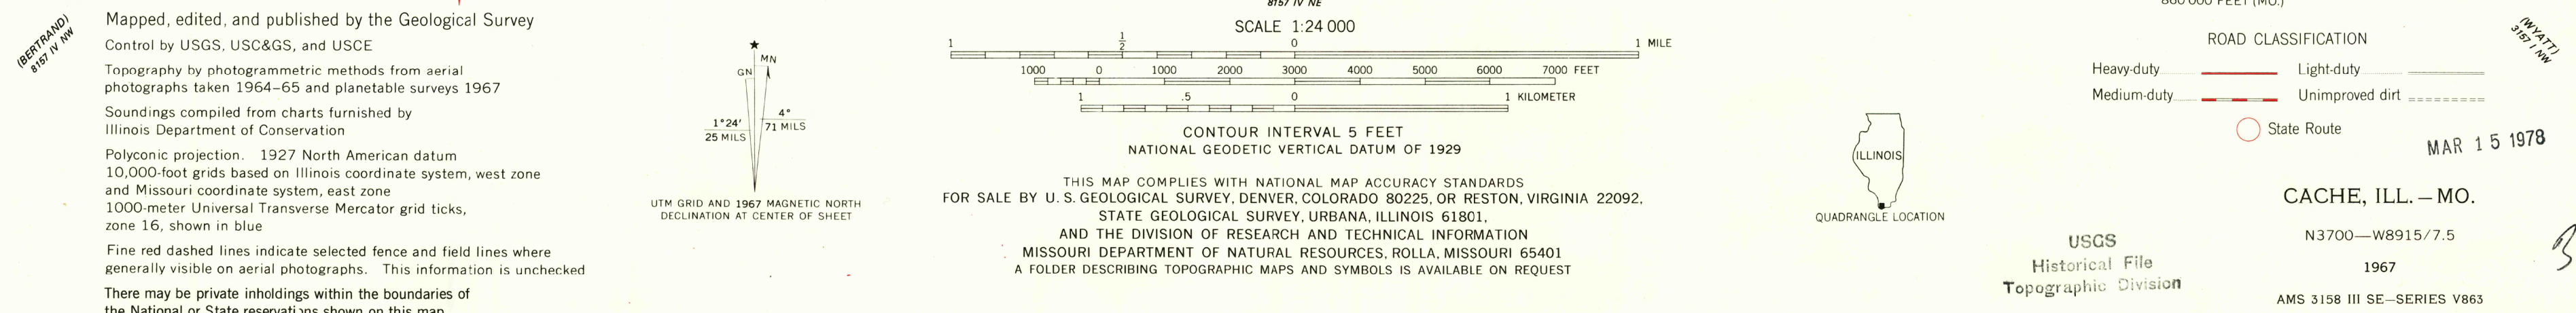 (BERTRAND)
8157 IV NW
Mapped, edited, and published by the Geological Survey
Control by USGS, USC&GS, and USCE
Topography by photogrammetric methods from aerial
photographs taken 1964–65 and planetable surveys 1967
Soundings compiled from charts furnished by
Illinois Department of Conservation
Polyconic projection. 1927 North American datum
10,000-foot grids based on Illinois coordinate system, west zone
and Missouri coordinate system, east zone
1000-meter Universal Transverse Mercator grid ticks,
zone 16, shown in blue
Fine red dashed lines indicate selected fence and field lines where
generally visible on aerial photographs. This information is unchecked
There may be private inholdings within the boundaries of
the National or State reservations shown on this map
★
GN
MN
1°24′
25 MILS
4°
71 MILS
UTM GRID AND 1967 MAGNETIC NORTH
DECLINATION AT CENTER OF SHEET
8157 IV NE
SCALE 1:24 000
1 1/2 0 1 MILE
1000 0 1000 2000 3000 4000 5000 6000 7000 FEET
1 .5 0 1 KILOMETER
CONTOUR INTERVAL 5 FEET
NATIONAL GEODETIC VERTICAL DATUM OF 1929
THIS MAP COMPLIES WITH NATIONAL MAP ACCURACY STANDARDS
FOR SALE BY U. S. GEOLOGICAL SURVEY, DENVER, COLORADO 80225, OR RESTON, VIRGINIA 22092,
STATE GEOLOGICAL SURVEY, URBANA, ILLINOIS 61801,
AND THE DIVISION OF RESEARCH AND TECHNICAL INFORMATION
MISSOURI DEPARTMENT OF NATURAL RESOURCES, ROLLA, MISSOURI 65401
A FOLDER DESCRIBING TOPOGRAPHIC MAPS AND SYMBOLS IS AVAILABLE ON REQUEST
ILLINOIS
QUADRANGLE LOCATION
860 000 FEET (MO.)
(WYATT)
3157 I NW
ROAD CLASSIFICATION
Heavy-duty
Light-duty
Medium-duty
Unimproved dirt
State Route
MAR 15 1978
CACHE, ILL.—MO.
N3700—W8915/7.5
1967
AMS 3158 III SE—SERIES V863
USGS
Historical File
Topographic Division